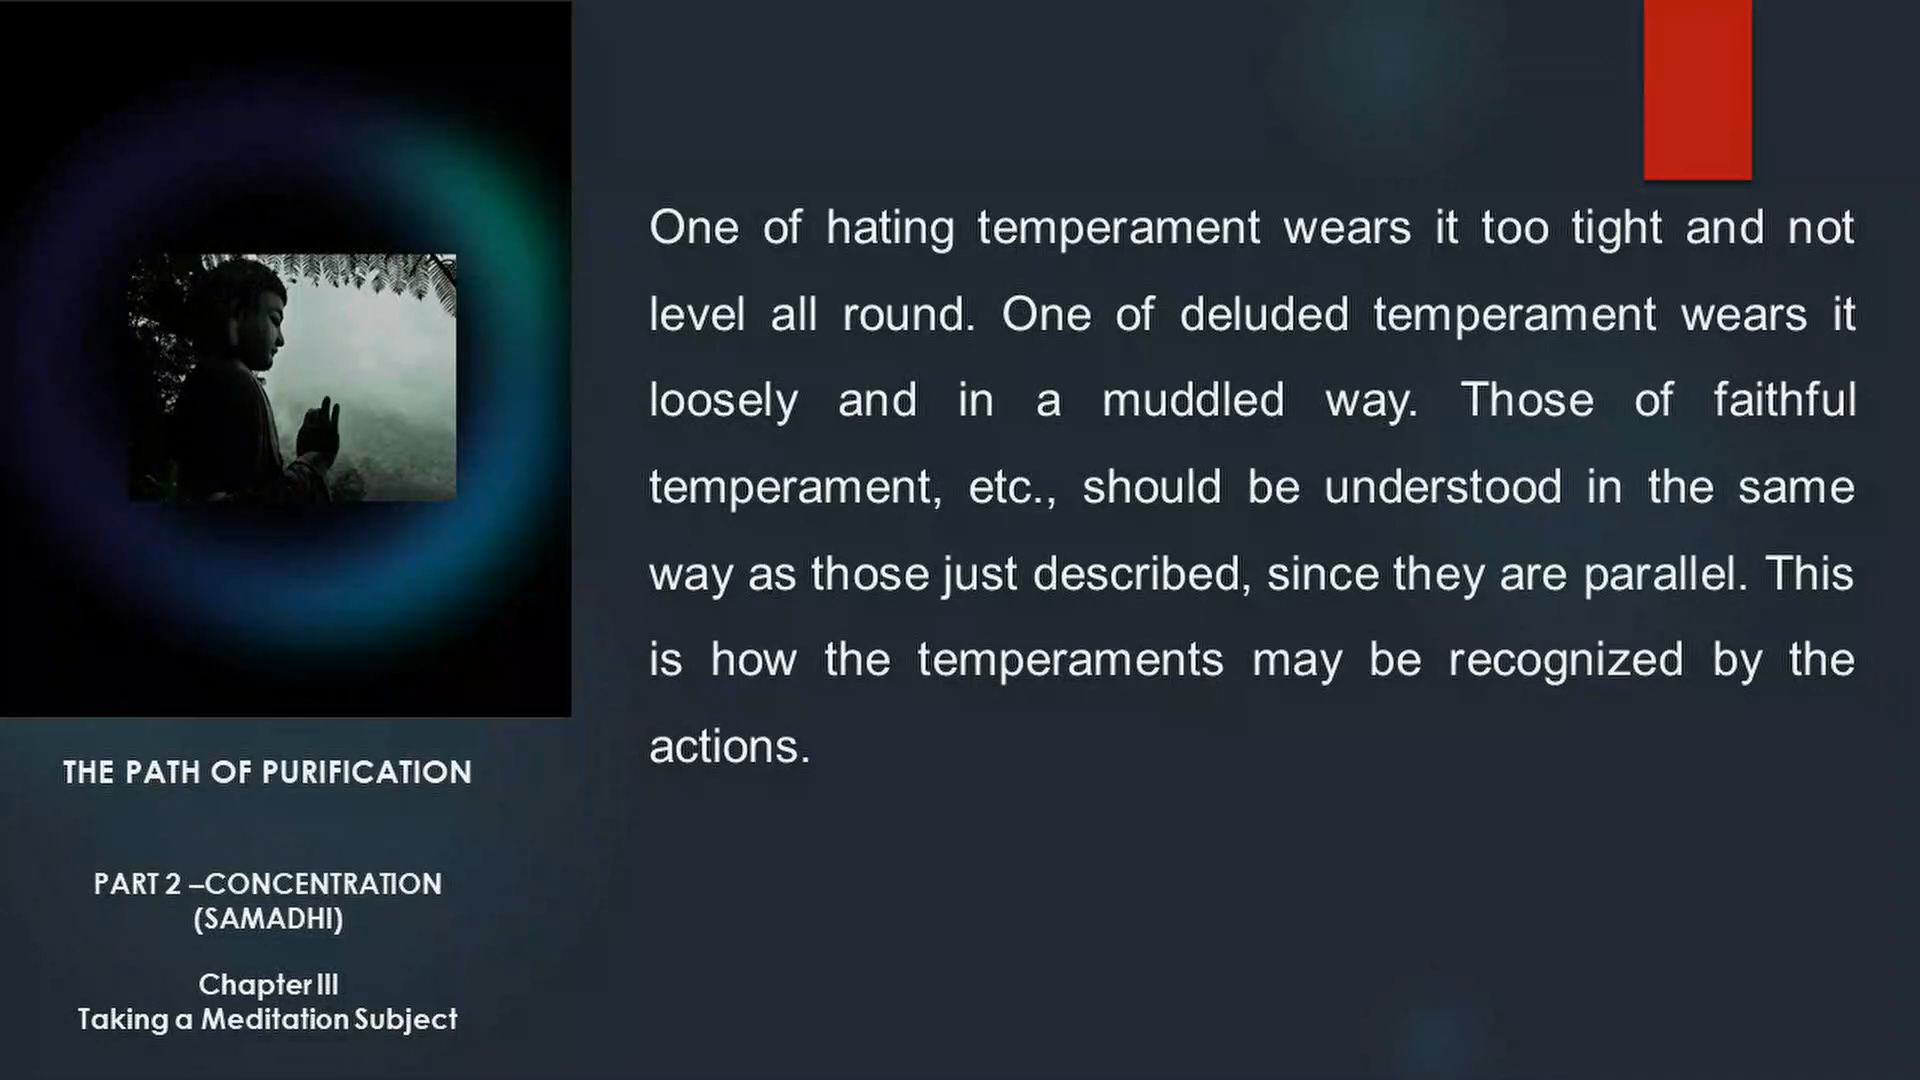 One of hating temperament wears it too tight and not
level all round. One of deluded temperament wears it
loosely and in a muddled way. Those of faithful
temperament, etc., should be understood in the same
way as those just described, since they are parallel. This
is how the temperaments may be recognized by the
actions.
THE PATH OF PURIFICATION
PART 2 –CONCENTRATION
(SAMADHI)
Chapter III
Taking a Meditation Subject